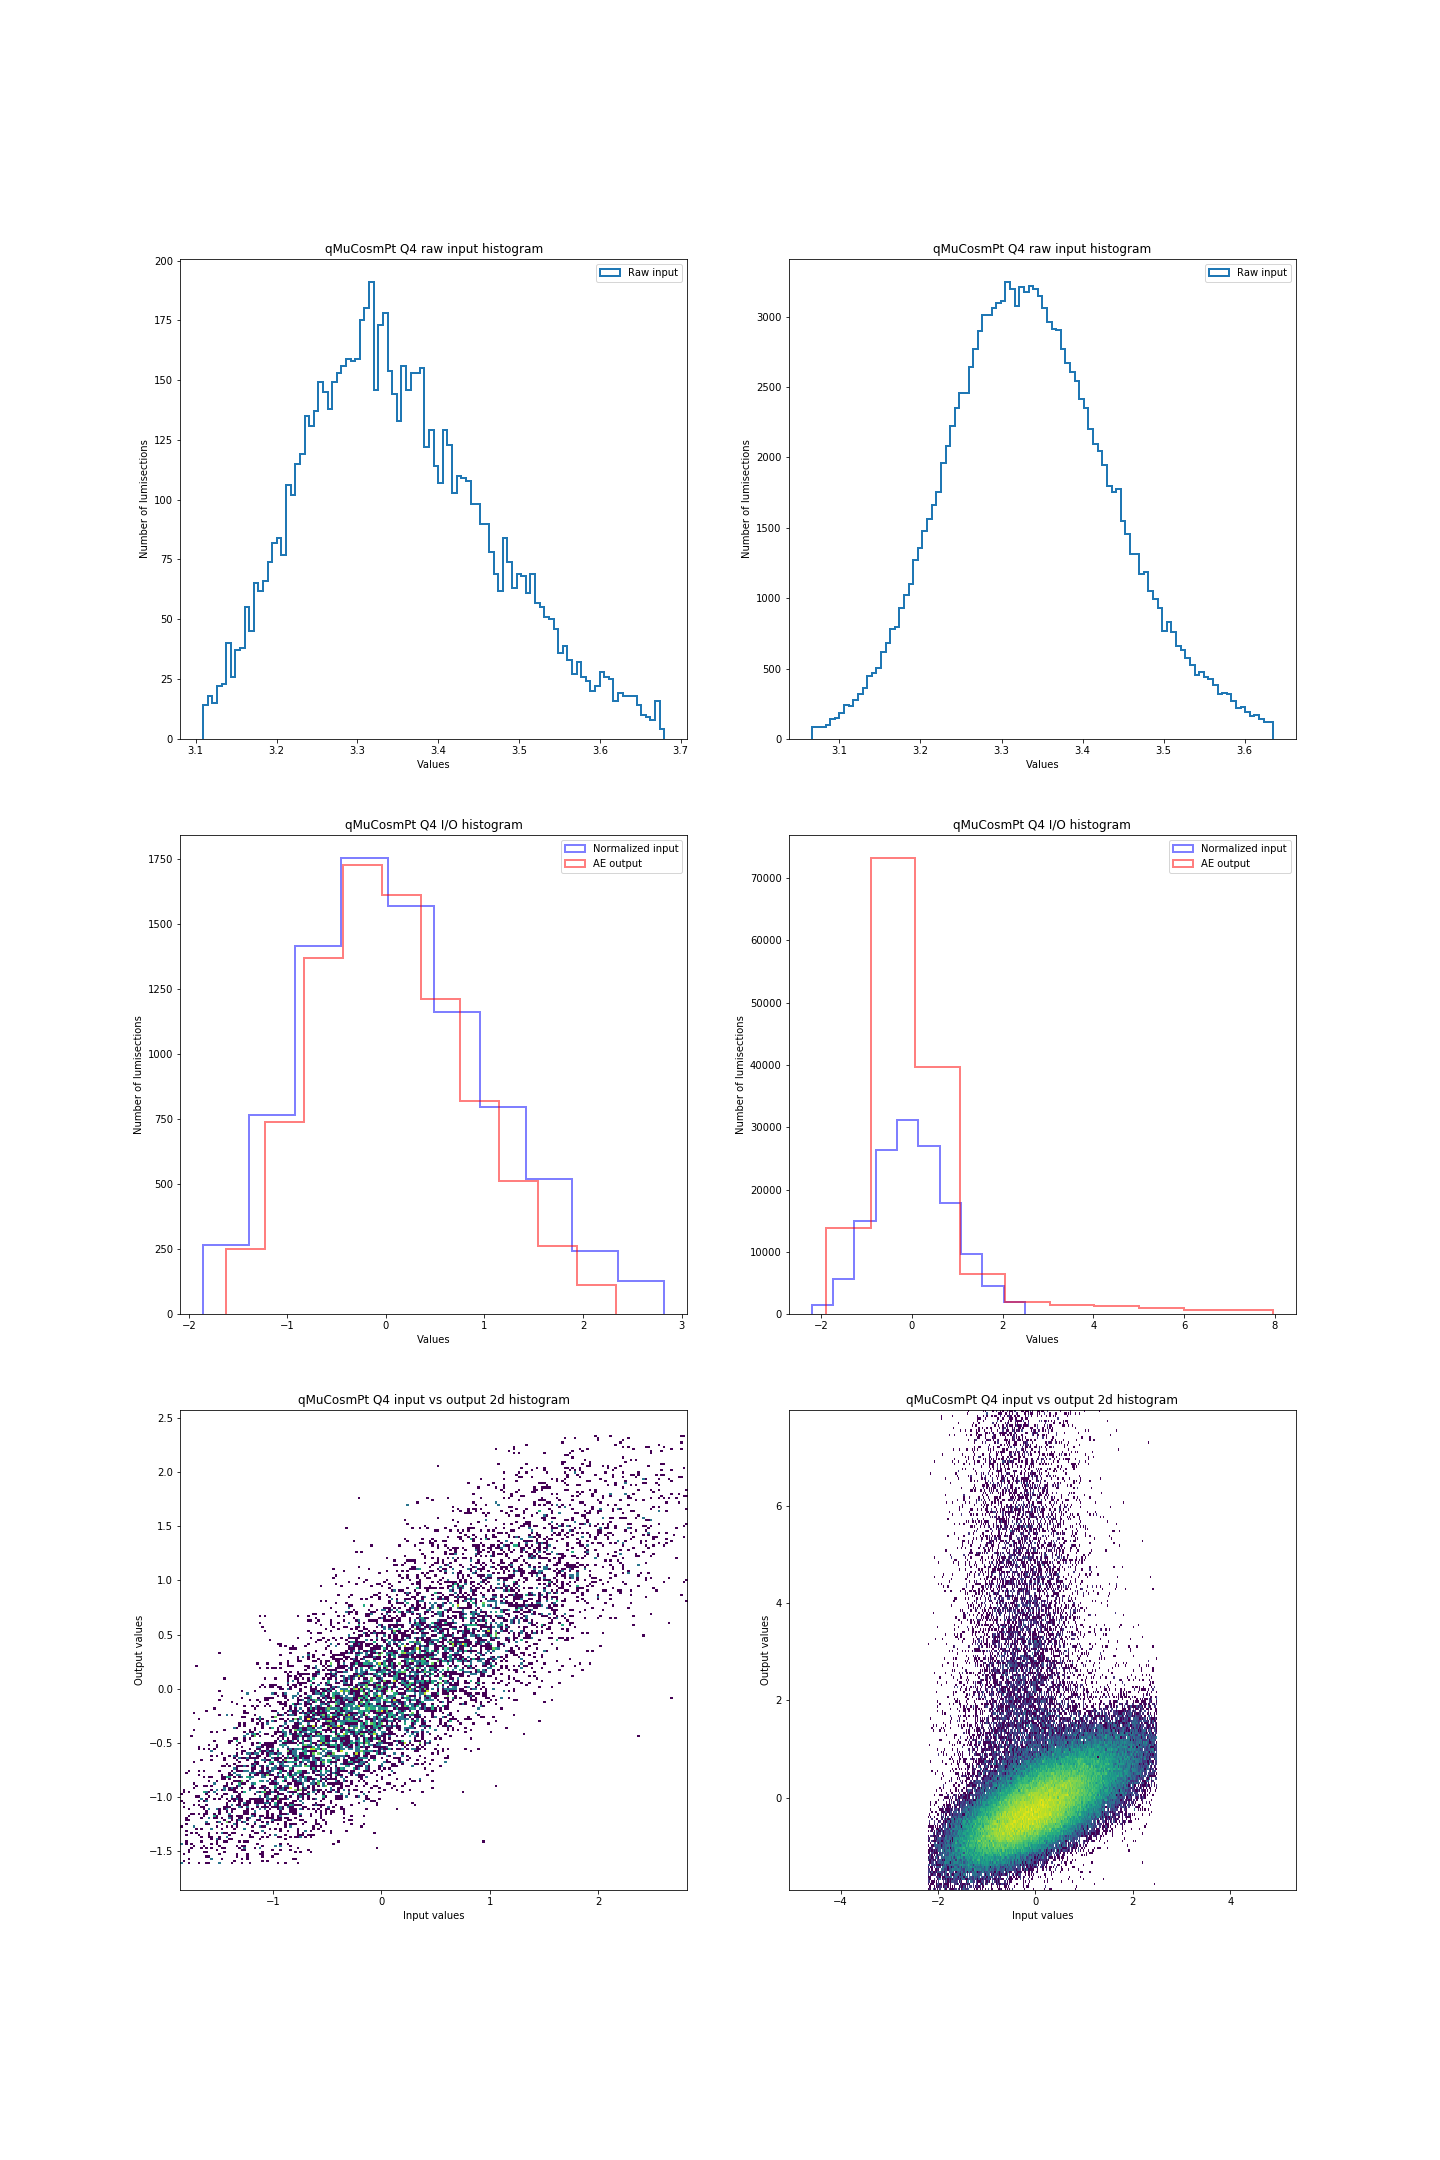 qMuCosmPt Q4 raw input histogram
Raw input
200
175
150
125
100
75
50
25
0
Number of lumisections
3.1 3.2 3.3 3.4 3.5 3.6 3.7
Values
qMuCosmPt Q4 raw input histogram
Raw input
3000
2500
2000
1500
1000
500
0
Number of lumisections
3.1 3.2 3.3 3.4 3.5 3.6
Values
qMuCosmPt Q4 I/O histogram
Normalized input
AE output
1750
1500
1250
1000
750
500
250
0
Number of lumisections
−2 −1 0 1 2 3
Values
qMuCosmPt Q4 I/O histogram
Normalized input
AE output
70000
60000
50000
40000
30000
20000
10000
0
Number of lumisections
−2 0 2 4 6 8
Values
qMuCosmPt Q4 input vs output 2d histogram
2.5
2.0
1.5
1.0
0.5
0.0
−0.5
−1.0
−1.5
Output values
−1 0 1 2
Input values
qMuCosmPt Q4 input vs output 2d histogram
6
4
2
0
Output values
−4 −2 0 2 4
Input values